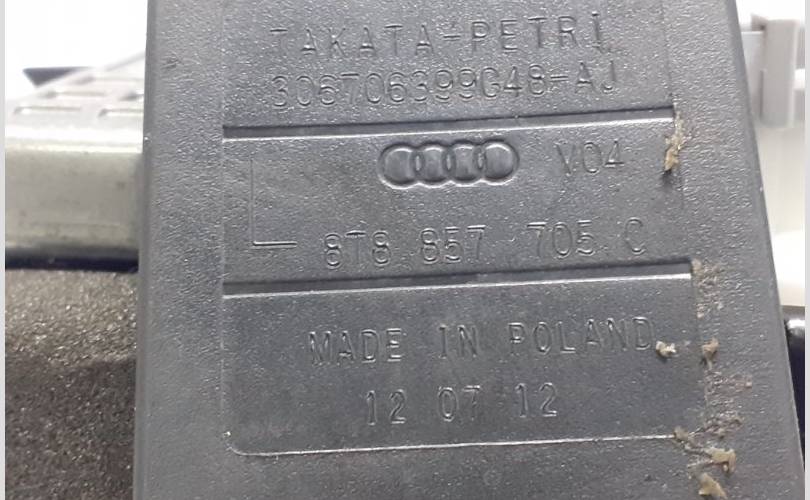 TAKATA-PETRI
306706399G48-AJ
V04
L 8T8 857 705 C
MADE IN POLAND
12 07 12